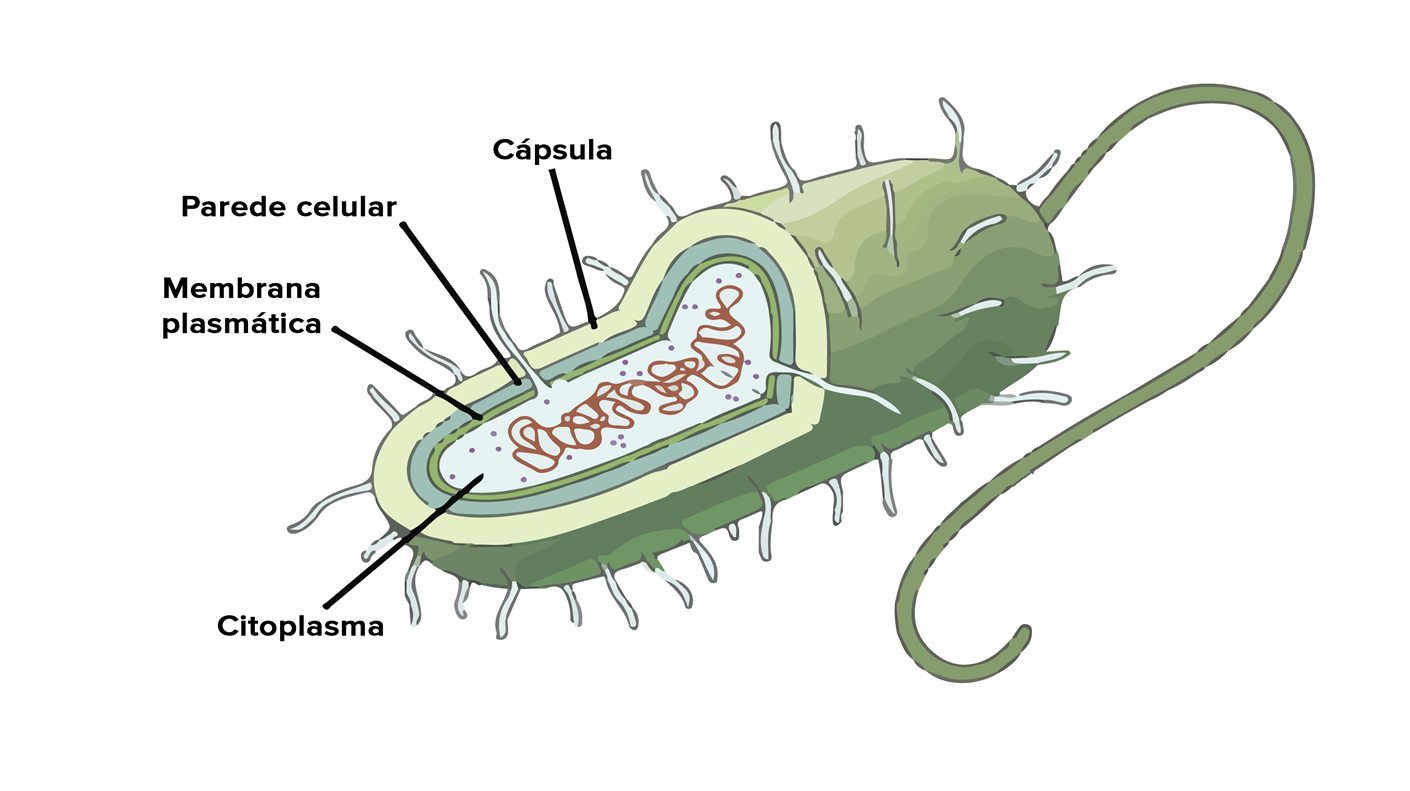 Cápsula
Parede celular
Membrana
plasmática
Citoplasma